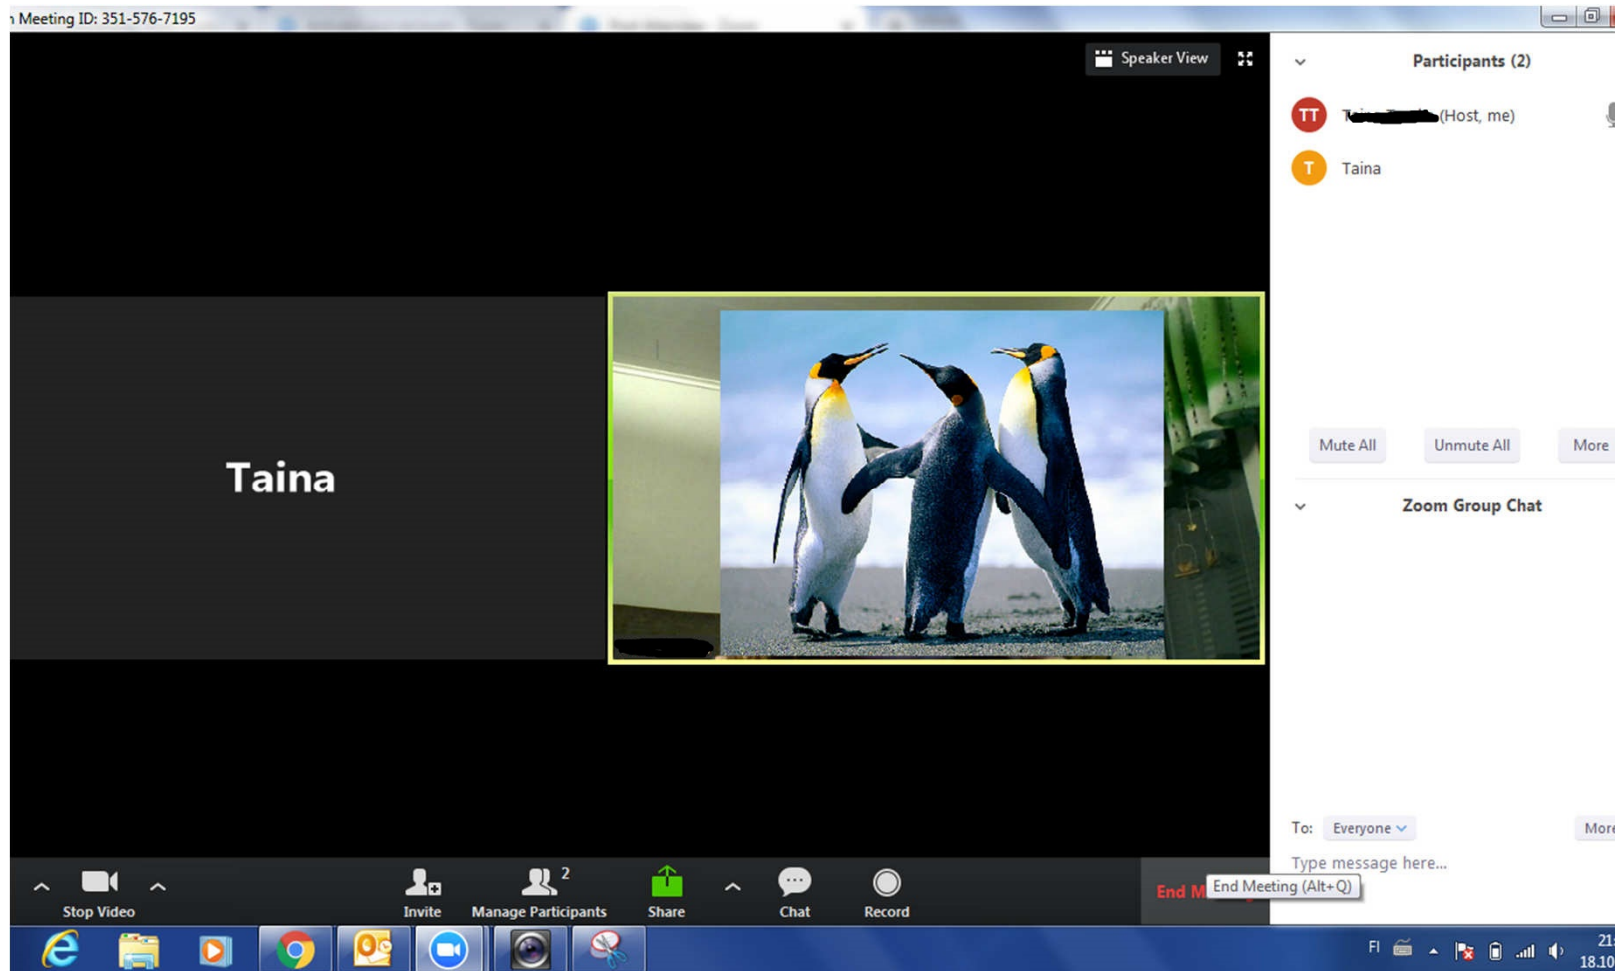 Meeting ID: 351-576-7195
Speaker View
Participants (2)
TT
(Host, me)
T
Taina
Taina
Mute All
Unmute All
More
Zoom Group Chat
To: Everyone
More
Type message here...
End Meeting (Alt+Q)
End M
Stop Video
Invite
2
Manage Participants
Share
Chat
Record
FI
21:
18.10